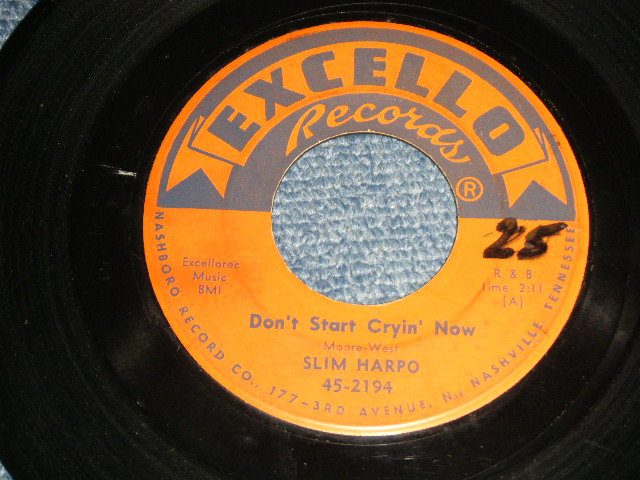 EXCELLO
Records
®
25
Excellorec
Music
BMI
R & B
Time 2:11
(A)
Don't Start Cryin' Now
Moore-West
SLIM HARPO
45-2194
NASHBORO RECORD CO., 177-3RD AVENUE, N., NASHVILLE, TENNESSEE